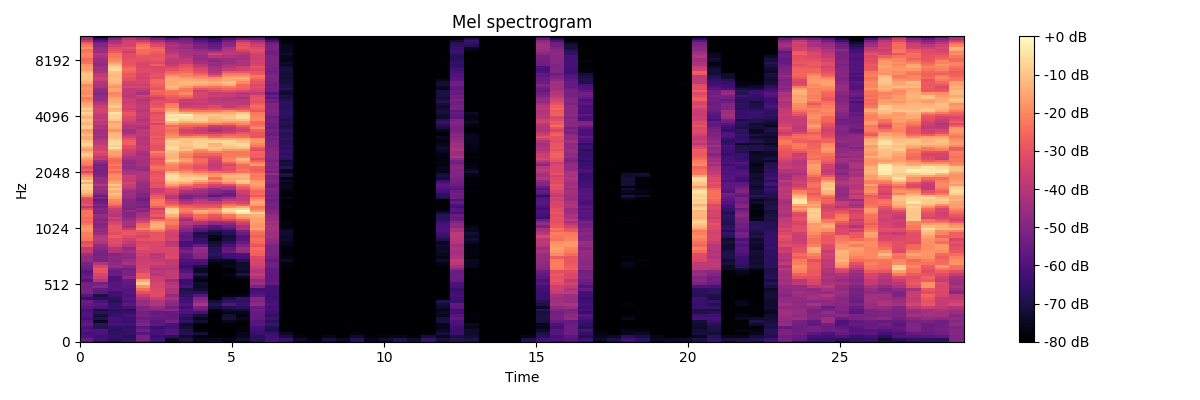 Mel spectrogram
8192
4096
2048
1024
512
0
Hz
0 5 10 15 20 25
Time
+0 dB
-10 dB
-20 dB
-30 dB
-40 dB
-50 dB
-60 dB
-70 dB
-80 dB